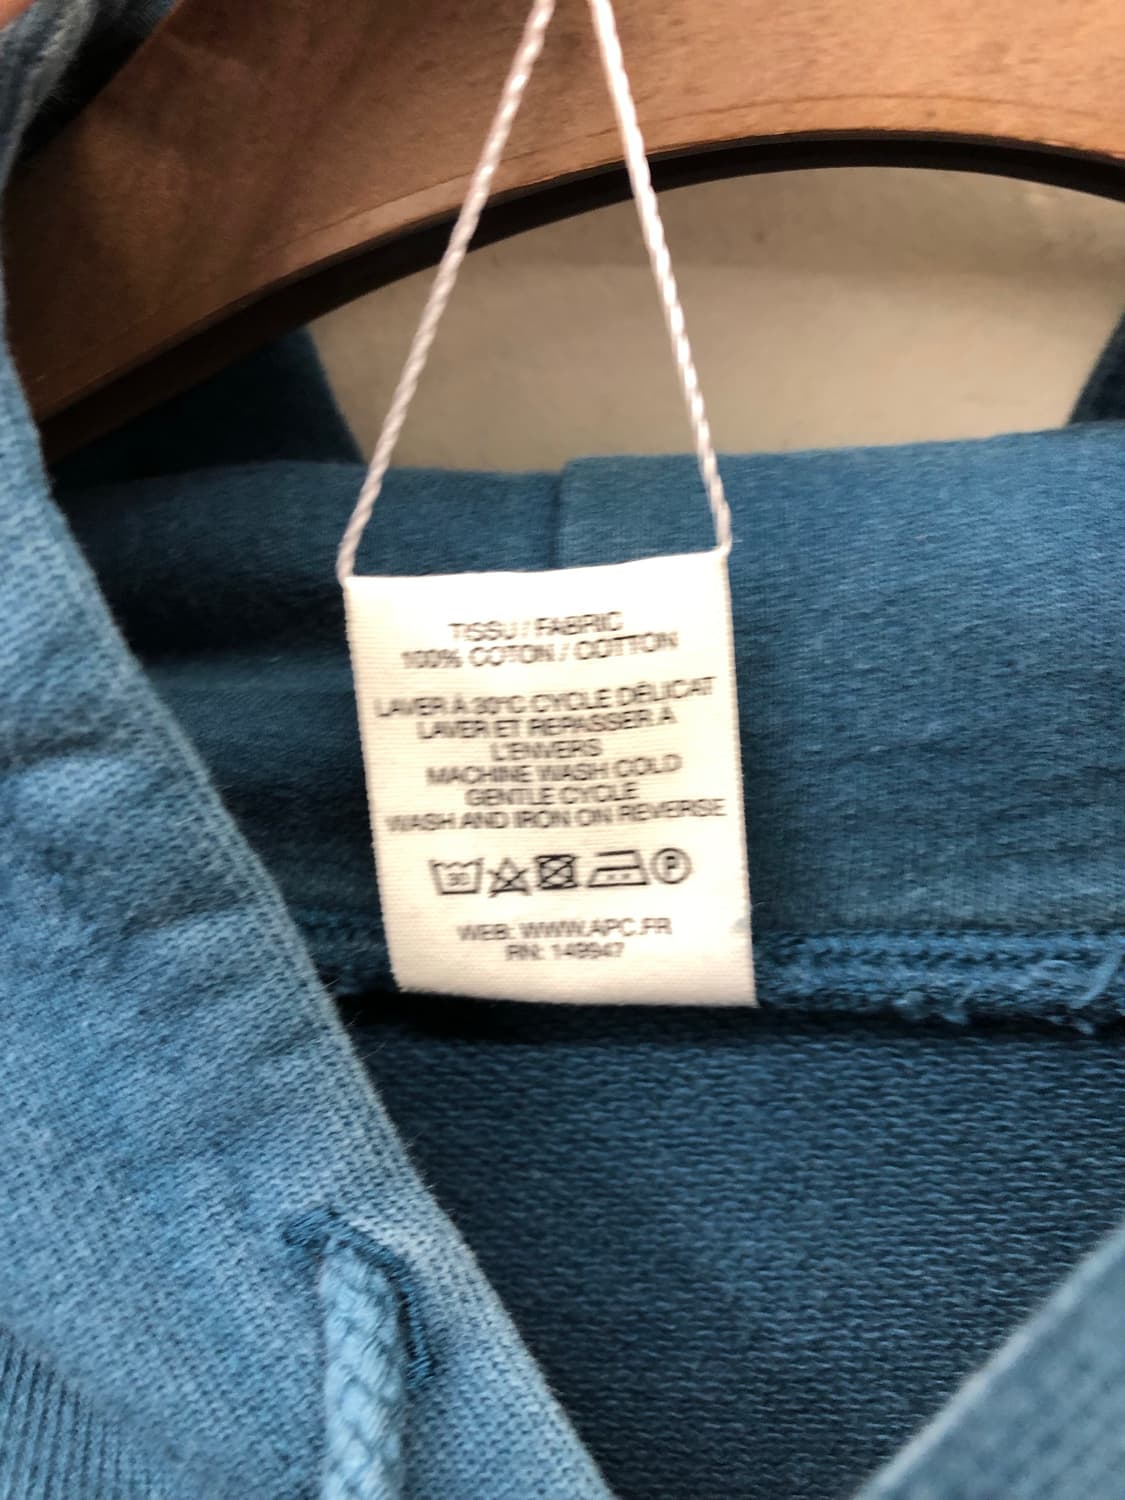 TISSU / FABRIC
100% COTON / COTTON
LAVER À 30°C CYCLE DÉLICAT
LAVER ET REPASSER À
L'ENVERS
MACHINE WASH COLD
GENTLE CYCLE
WASH AND IRON ON REVERSE
30 P
WEB: WWW.APC.FR
RN: 149947